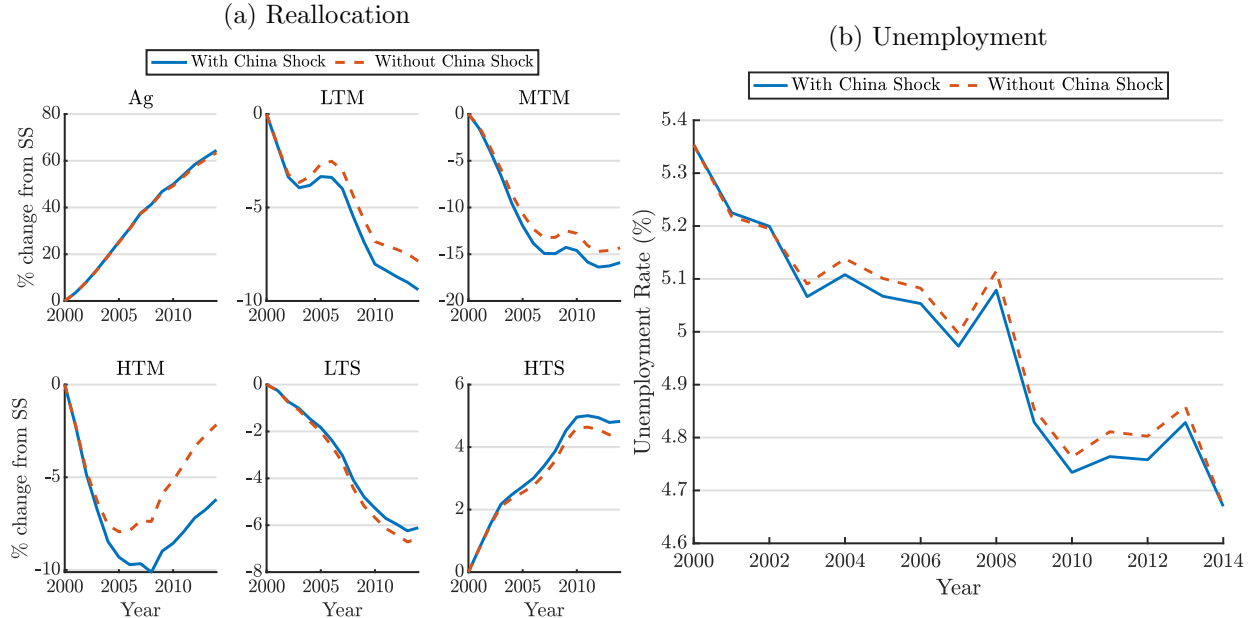 (a) Reallocation
With China Shock
Without China Shock
Ag
LTM
MTM
% change from SS
80
60
40
20
0
2000 2005 2010
0
-5
-10
2000 2005 2010
0
-5
-10
-15
-20
2000 2005 2010
HTM
LTS
HTS
% change from SS
0
-5
-10
2000 2005 2010
Year
0
-2
-4
-6
-8
2000 2005 2010
Year
6
4
2
0
2000 2005 2010
Year
(b) Unemployment
With China Shock
Without China Shock
Unemployment Rate (%)
5.4
5.3
5.2
5.1
5
4.9
4.8
4.7
4.6
2000 2002 2004 2006 2008 2010 2012 2014
Year